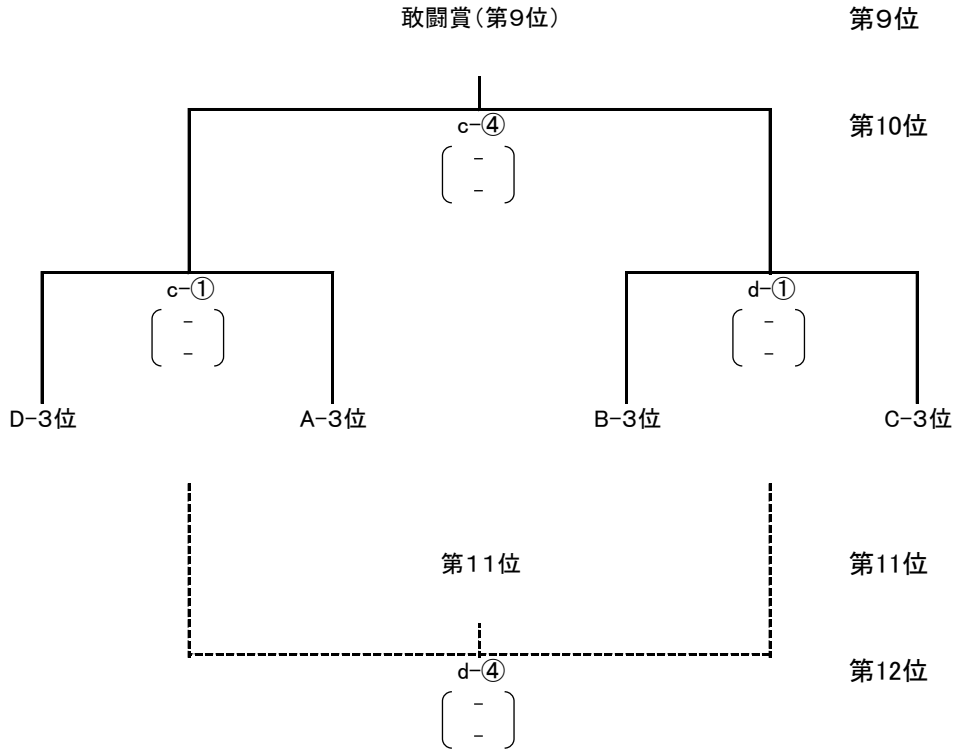 敢闘賞（第９位）
第９位
c-④
第10位
-
-
c-①
d-①
-
-
-
-
D-3位
A-3位
B-3位
C-3位
第１１位
第11位
d-④
第12位
-
-